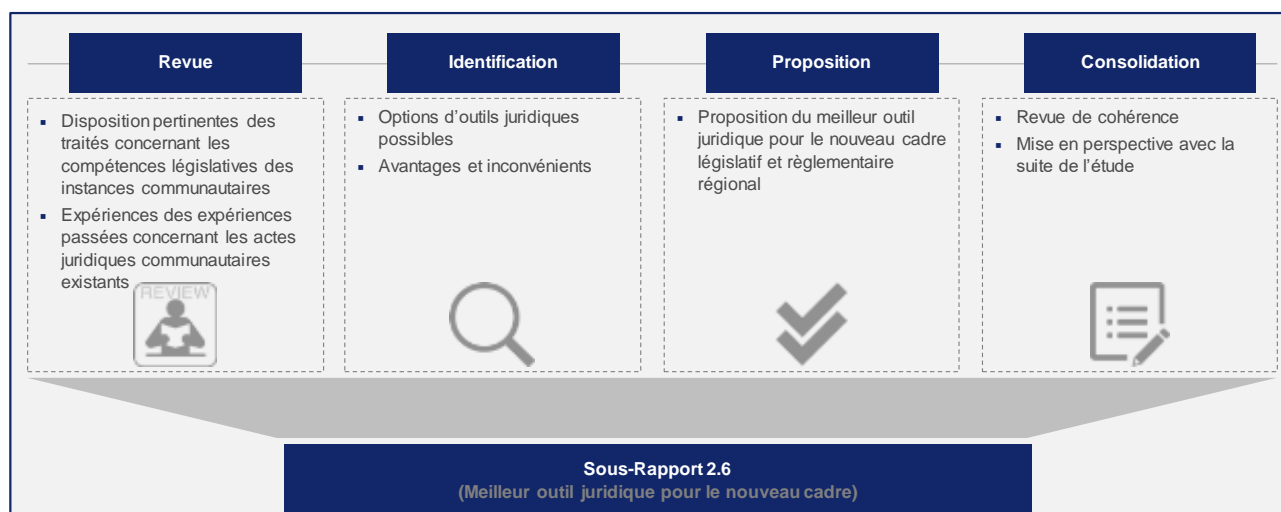 Revue
Identification
Proposition
Consolidation
▪ Disposition pertinentes des
traités concernant les
compétences législatives des
instances communautaires
▪ Expériences des expériences
passées concernant les actes
juridiques communautaires
existants
REVIEW
▪ Options d'outils juridiques
possibles
▪ Avantages et inconvénients
▪ Proposition du meilleur outil
juridique pour le nouveau cadre
législatif et règlementaire
régional
▪ Revue de cohérence
▪ Mise en perspective avec la
suite de l'étude
Sous-Rapport 2.6
(Meilleur outil juridique pour le nouveau cadre)